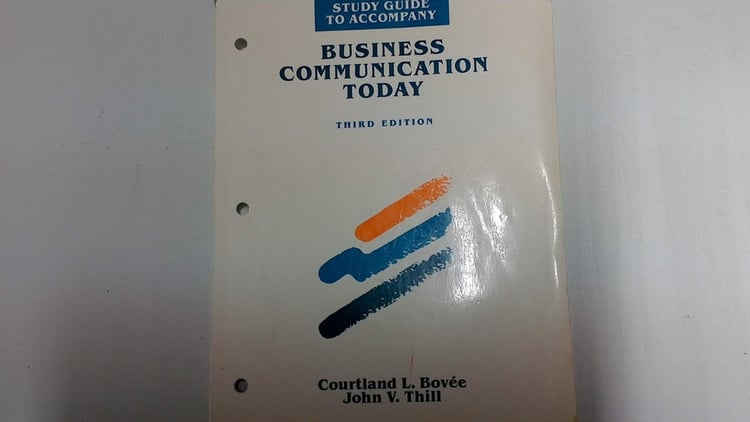 STUDY GUIDE
TO ACCOMPANY
BUSINESS
COMMUNICATION
TODAY
THIRD EDITION
Courtland L. Bovée
John V. Thill